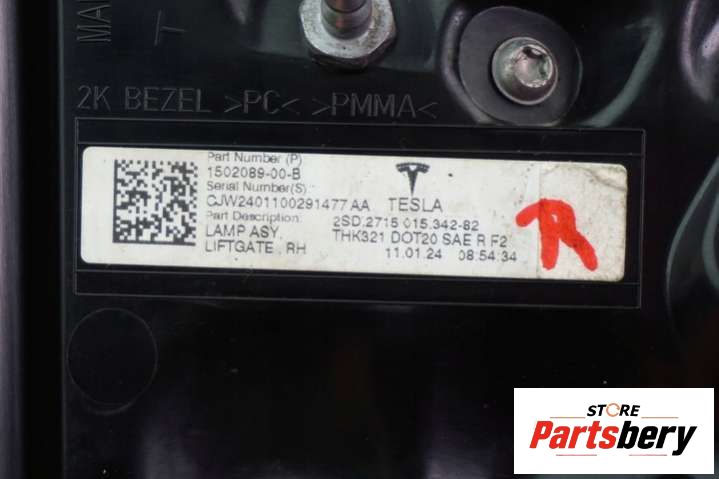 MA
T
2K BEZEL >PC< >PMMA<
Part Number (P)
1502089-00-B
Serial Number(S):
CJW2401100291477 AA
Part Description:
LAMP ASY,
LIFTGATE , RH
TESLA
2SD.2715 015.342-82
THK321 DOT20 SAE R F2
11.01.24 08:54:34
R
STORE
Partsbery